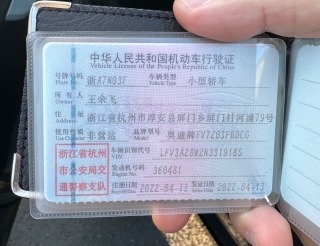 中华人民共和国机动车行驶证
Vehicle License of the People's Republic of China
号牌号码 浙A7W03F 车辆类型 小型轿车
Plate No. Vehicle Type
所有人 王余飞
Owner
住址 浙江省杭州市淳安县屏门乡屏门村河浦79号
Address
使用性质 非营运 品牌型号 奥迪牌FV7203FBDCG
浙江省杭州
市公安局交
通警察支队
车辆识别代号 LFV3A28W2N3319185
VIN
发动机号码 360481
Engine No.
注册日期 2022-04-13 发证日期 2022-04-13
Register Date Issue Date